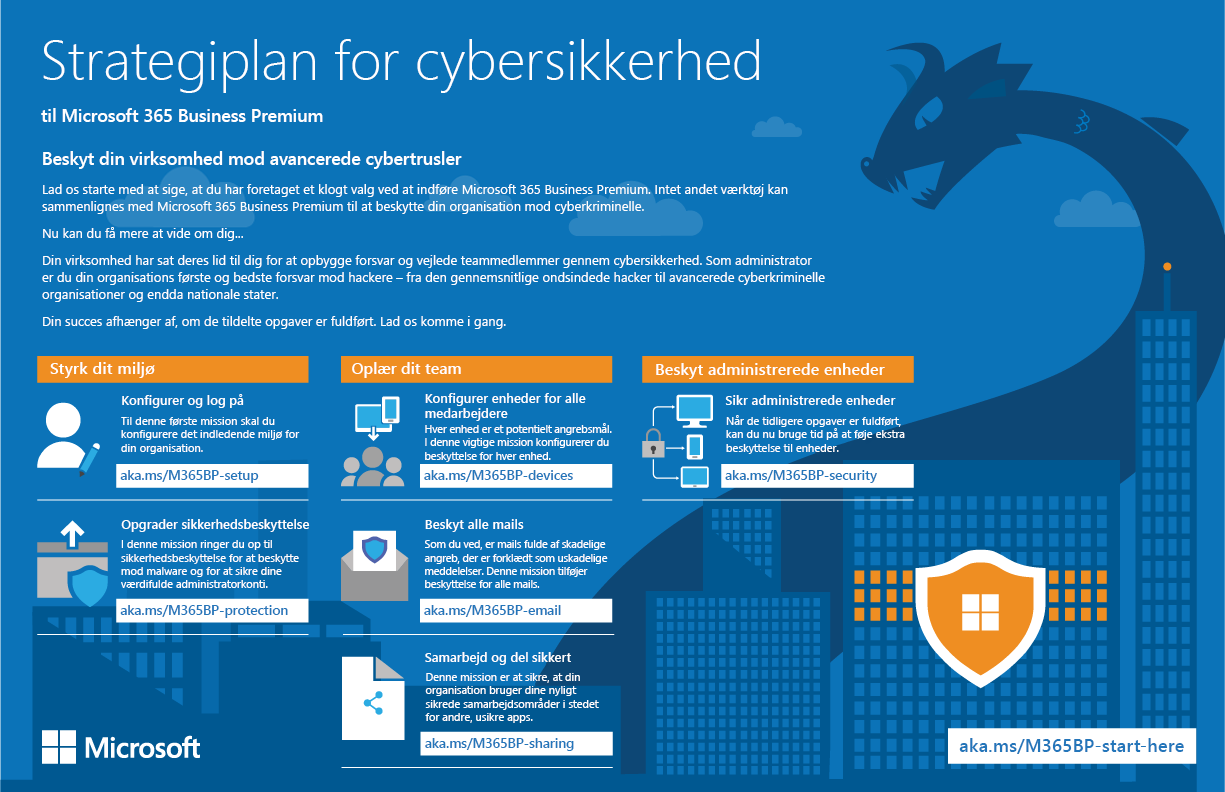 Strategiplan for cybersikkerhed
til Microsoft 365 Business Premium
Beskyt din virksomhed mod avancerede cybertrusler
Lad os starte med at sige, at du har foretaget et klogt valg ved at indføre Microsoft 365 Business Premium. Intet andet værktøj kan
sammenlignes med Microsoft 365 Business Premium til at beskytte din organisation mod cyberkriminelle.
Nu kan du få mere at vide om dig...
Din virksomhed har sat deres lid til dig for at opbygge forsvar og vejlede teammedlemmer gennem cybersikkerhed. Som administrator
er du din organisations første og bedste forsvar mod hackere – fra den gennemsnitlige ondsindede hacker til avancerede cyberkriminelle
organisationer og endda nationale stater.
Din succes afhænger af, om de tildelte opgaver er fuldført. Lad os komme i gang.
Styrk dit miljø
Konfigurer og log på
Til denne første mission skal du
konfigurere det indledende miljø for
din organisation.
aka.ms/M365BP-setup
Opgrader sikkerhedsbeskyttelse
I denne mission ringer du op til
sikkerhedsbeskyttelse for at beskytte
mod malware og for at sikre dine
værdifulde administratorkonti.
aka.ms/M365BP-protection
Oplær dit team
Konfigurer enheder for alle
medarbejdere
Hver enhed er et potentielt angrebsmål.
I denne vigtige mission konfigurerer du
beskyttelse for hver enhed.
aka.ms/M365BP-devices
Beskyt alle mails
Som du ved, er mails fulde af skadelige
angreb, der er forklædt som uskadelige
meddelelser. Denne mission tilføjer
beskyttelse for alle mails.
aka.ms/M365BP-email
Samarbejd og del sikkert
Denne mission er at sikre, at din
organisation bruger dine nyligt
sikrede samarbejdsområder i stedet
for andre, usikre apps.
aka.ms/M365BP-sharing
Beskyt administrerede enheder
Sikr administrerede enheder
Når de tidligere opgaver er fuldført,
kan du nu bruge tid på at føje ekstra
beskyttelse til enheder.
aka.ms/M365BP-security
Microsoft
aka.ms/M365BP-start-here